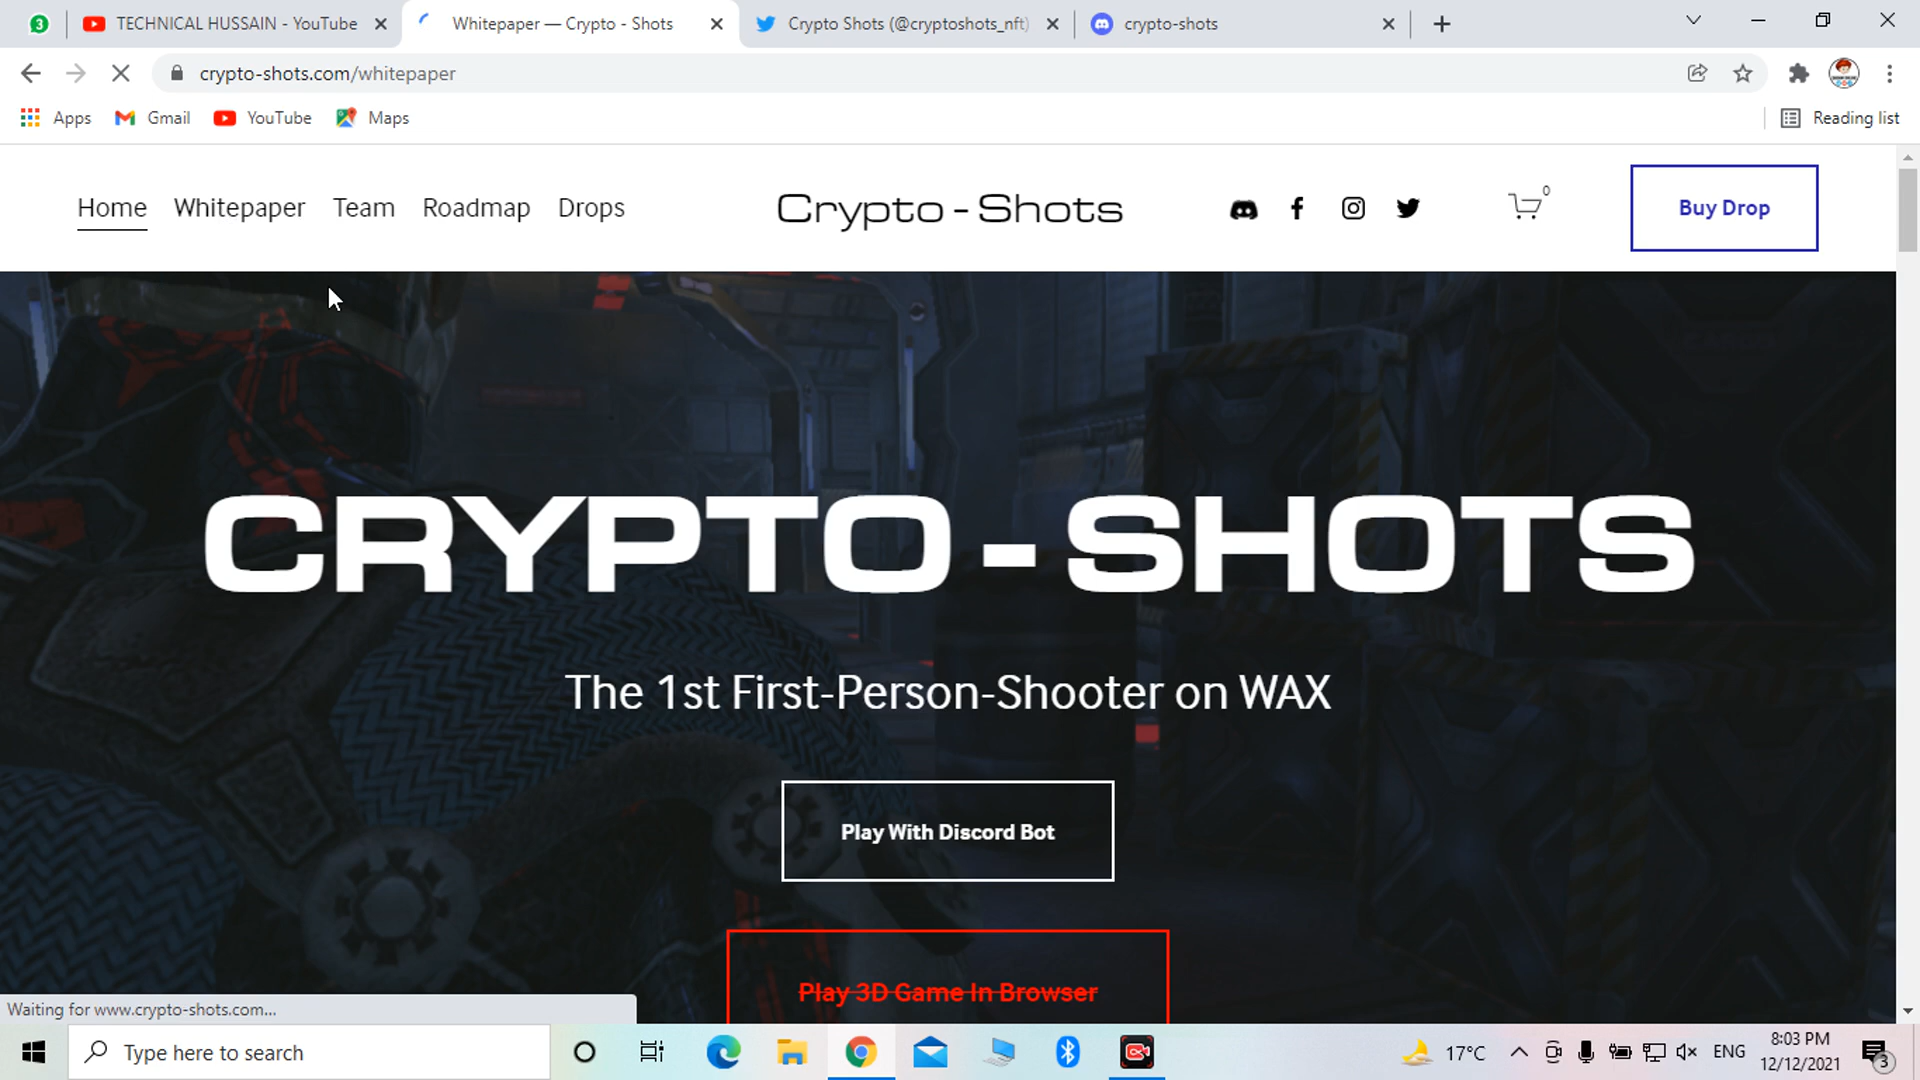 3
TECHNICAL HUSSAIN - YouTube
Whitepaper — Crypto - Shots
Crypto Shots (@cryptoshots_nft)
crypto-shots
crypto-shots.com/whitepaper
Apps
Gmail
YouTube
Maps
Reading list
Home
Whitepaper
Team
Roadmap
Drops
Crypto - Shots
0
Buy Drop
CRYPTO - SHOTS
The 1st First-Person-Shooter on WAX
Play With Discord Bot
Play 3D Game In Browser
Waiting for www.crypto-shots.com...
Type here to search
17°C
ENG
8:03 PM
12/12/2021
3